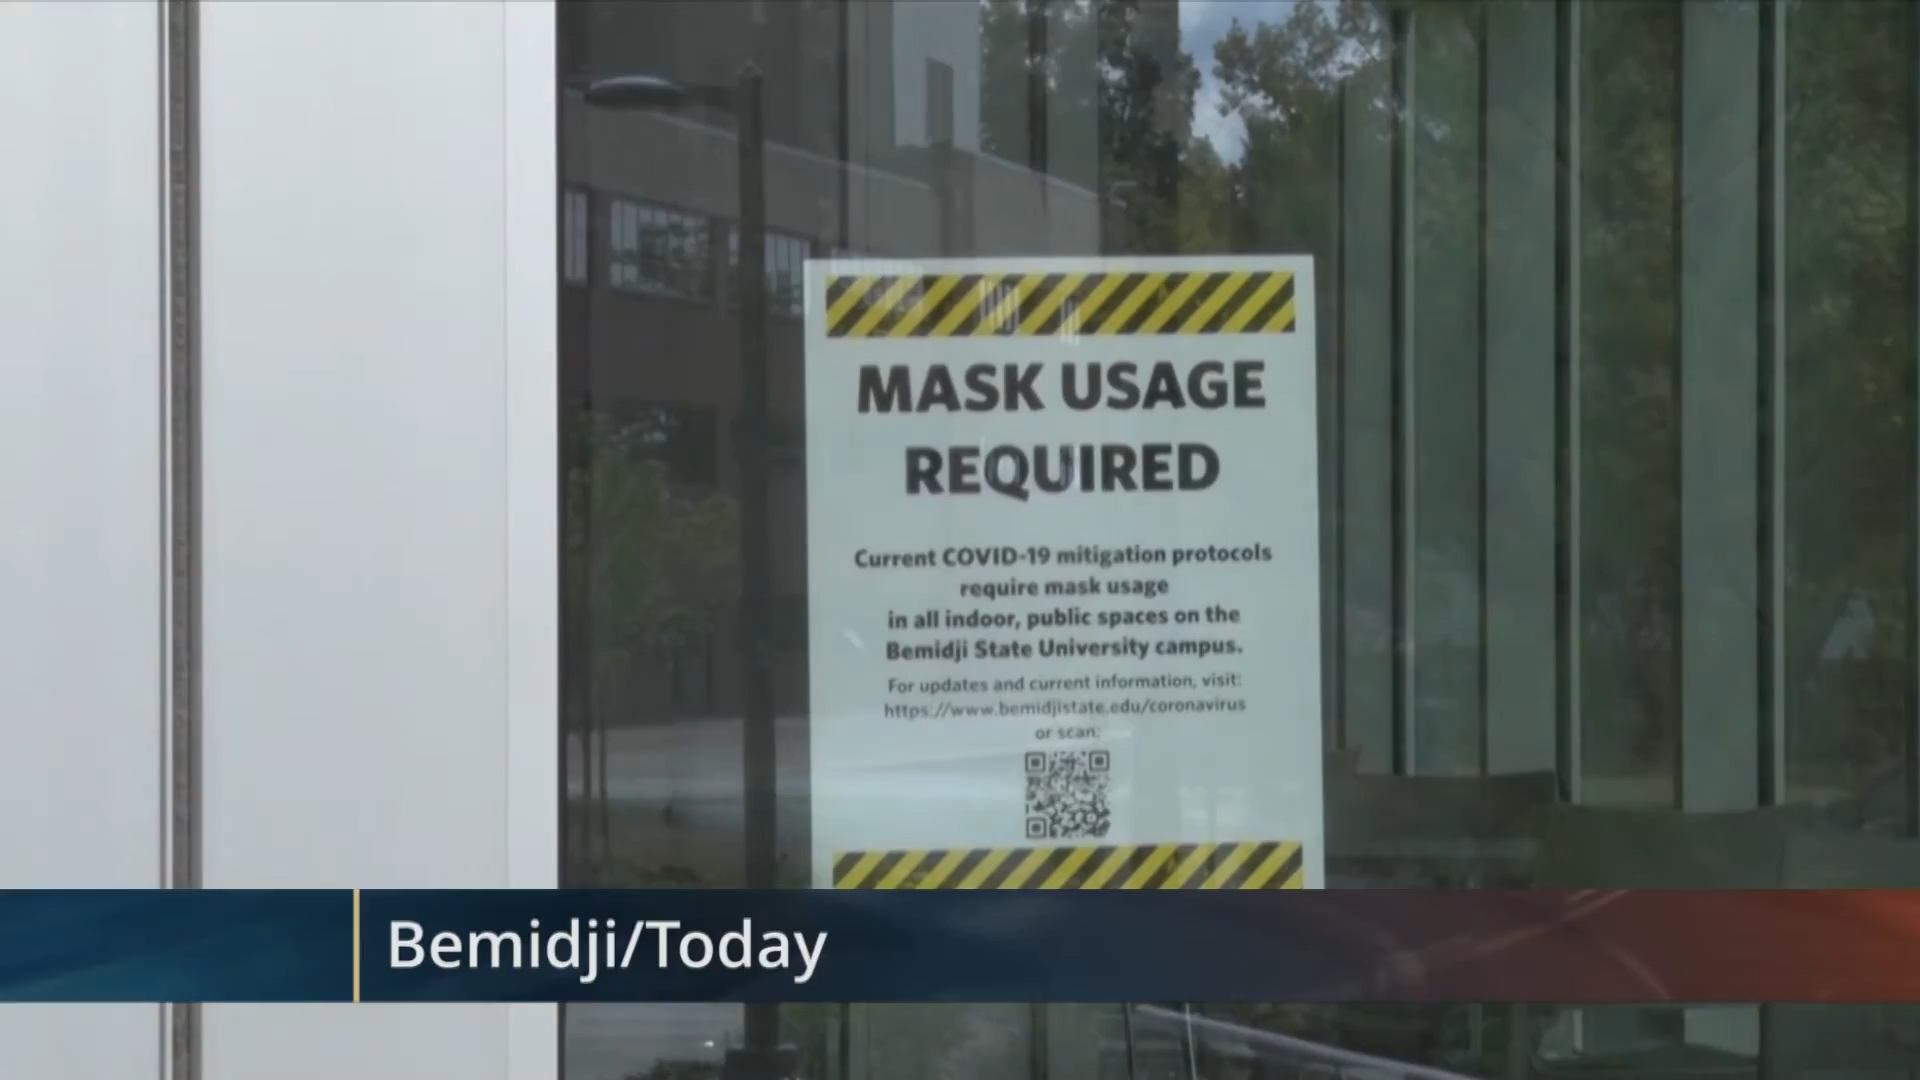 MASK USAGE
REQUIRED
Current COVID-19 mitigation protocols
require mask usage
in all indoor, public spaces on the
Bemidji State University campus.
For updates and current information, visit:
https://www.bemidjistate.edu/coronavirus
or scan:
Bemidji/Today